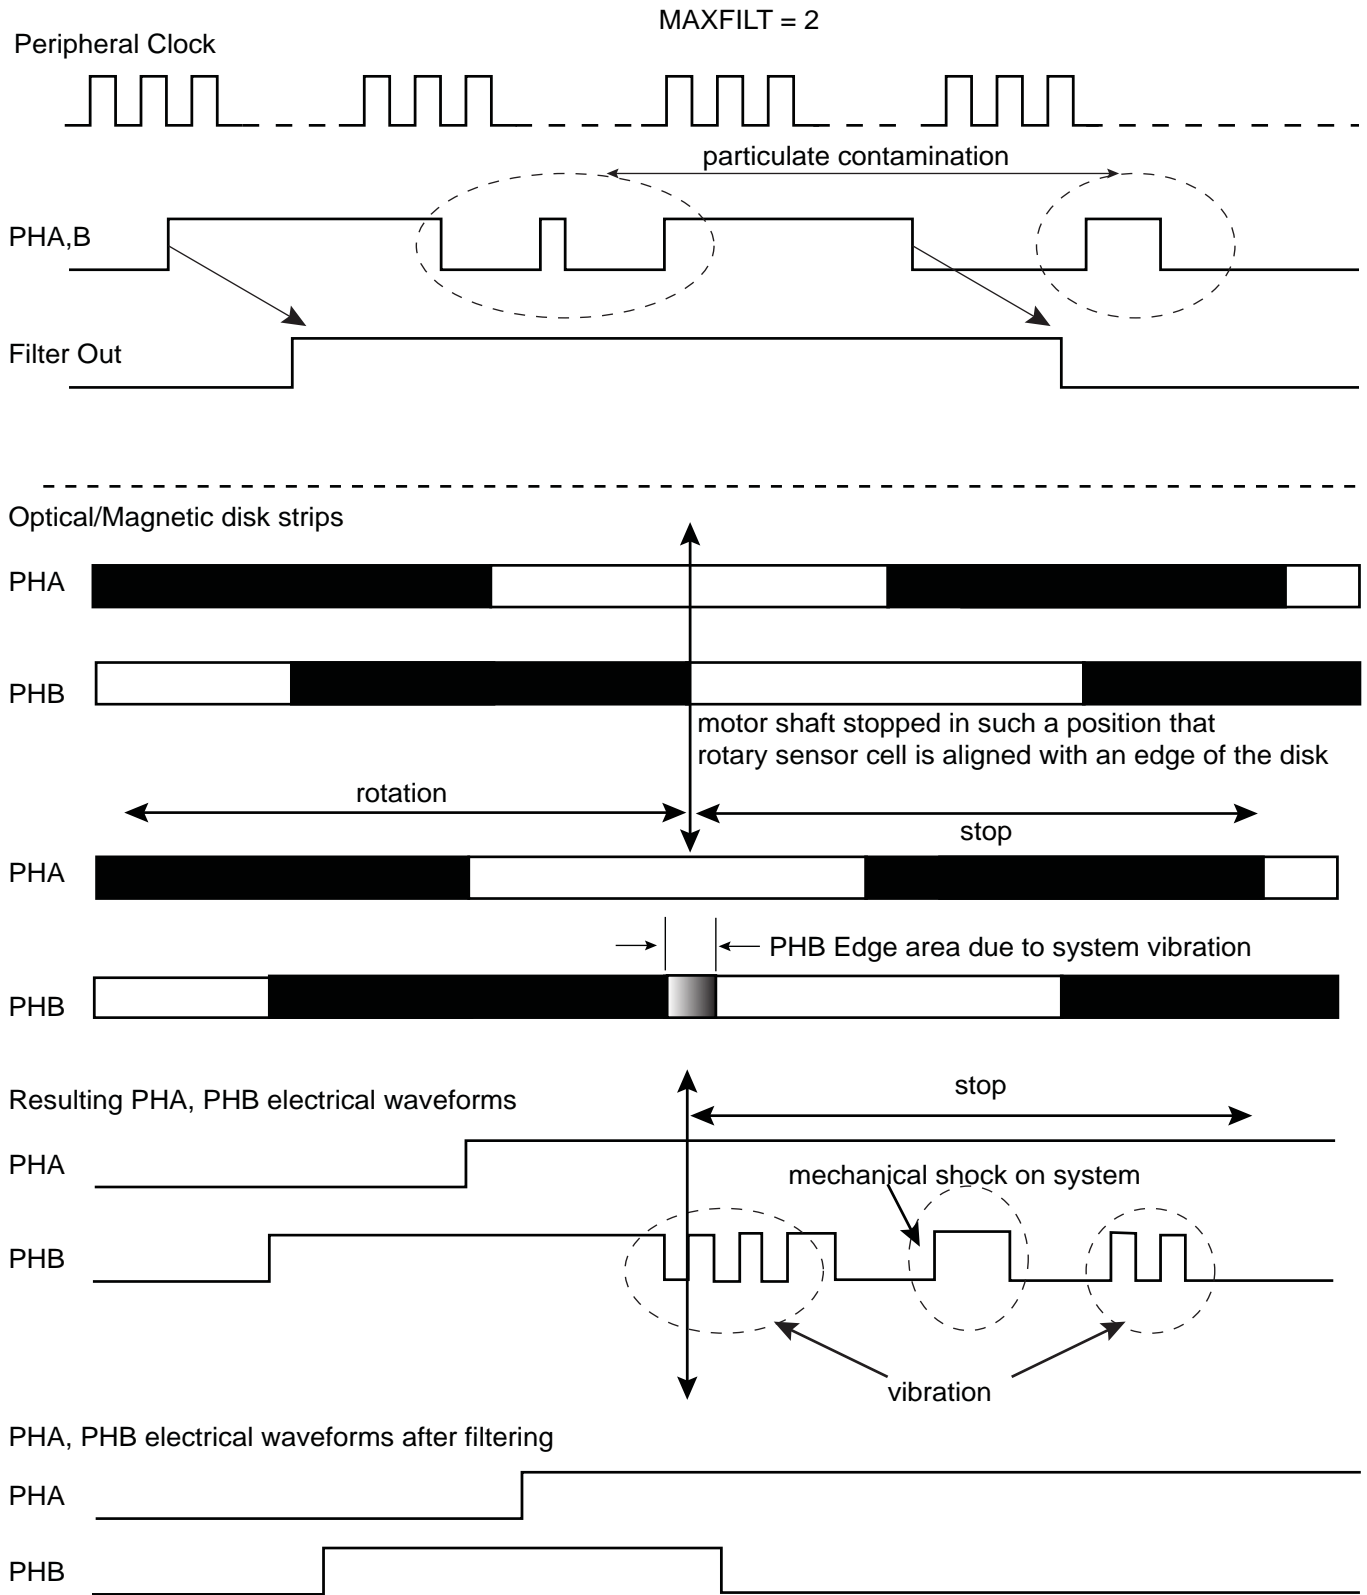 MAXFILT = 2
Peripheral Clock
particulate contamination
PHA,B
Filter Out
Optical/Magnetic disk strips
PHA
PHB
motor shaft stopped in such a position that
rotary sensor cell is aligned with an edge of the disk
rotation
stop
PHA
PHB Edge area due to system vibration
PHB
Resulting PHA, PHB electrical waveforms
stop
PHA
mechanical shock on system
PHB
vibration
PHA, PHB electrical waveforms after filtering
PHA
PHB